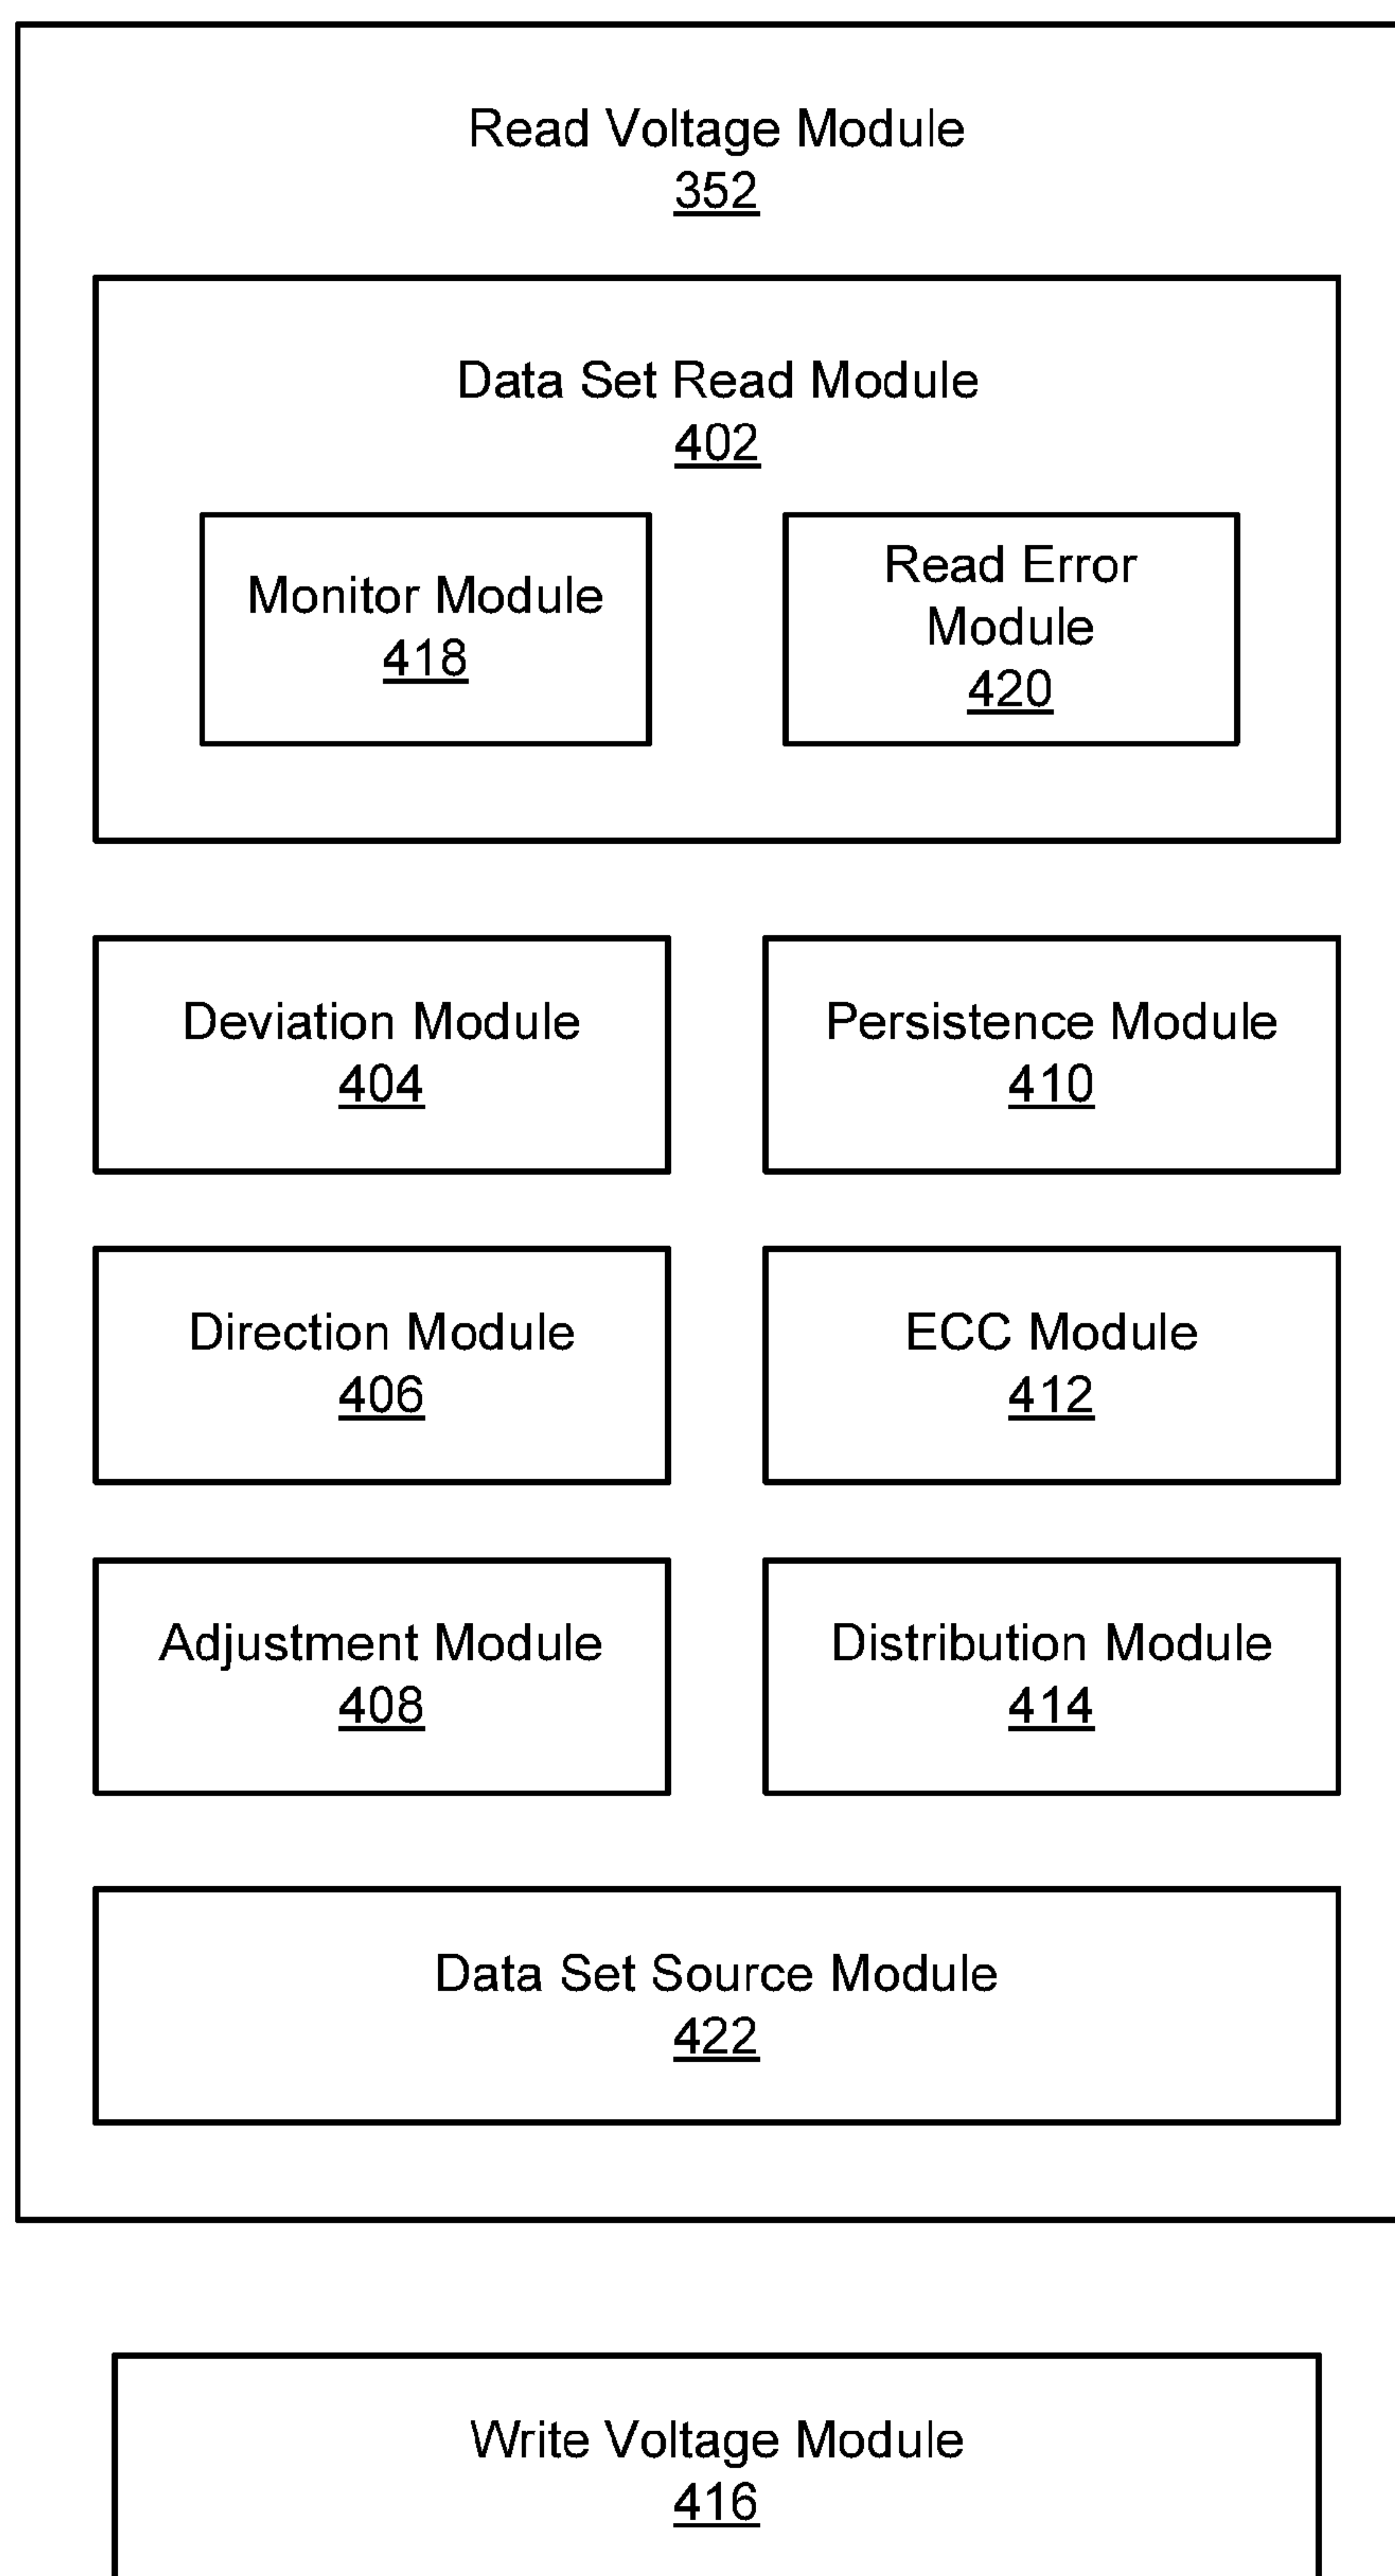 Read Voltage Module
352
Data Set Read Module
402
Monitor Module
418
Read Error
Module
420
Deviation Module
404
Persistence Module
410
Direction Module
406
ECC Module
412
Adjustment Module
408
Distribution Module
414
Data Set Source Module
422
Write Voltage Module
416